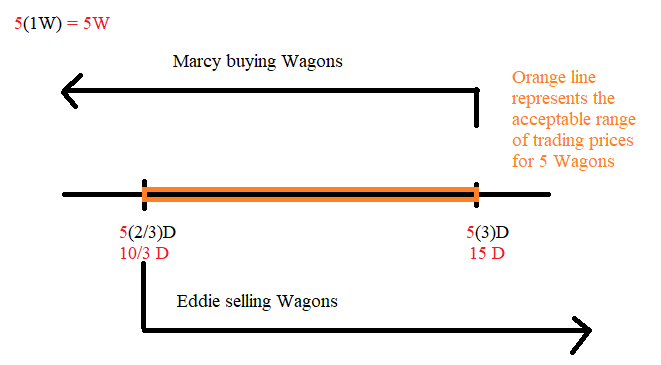 5(1W) = 5W
Marcy buying Wagons
Orange line
represents the
acceptable range
of trading prices
for 5 Wagons
5(2/3)D
10/3 D
5(3)D
15 D
Eddie selling Wagons